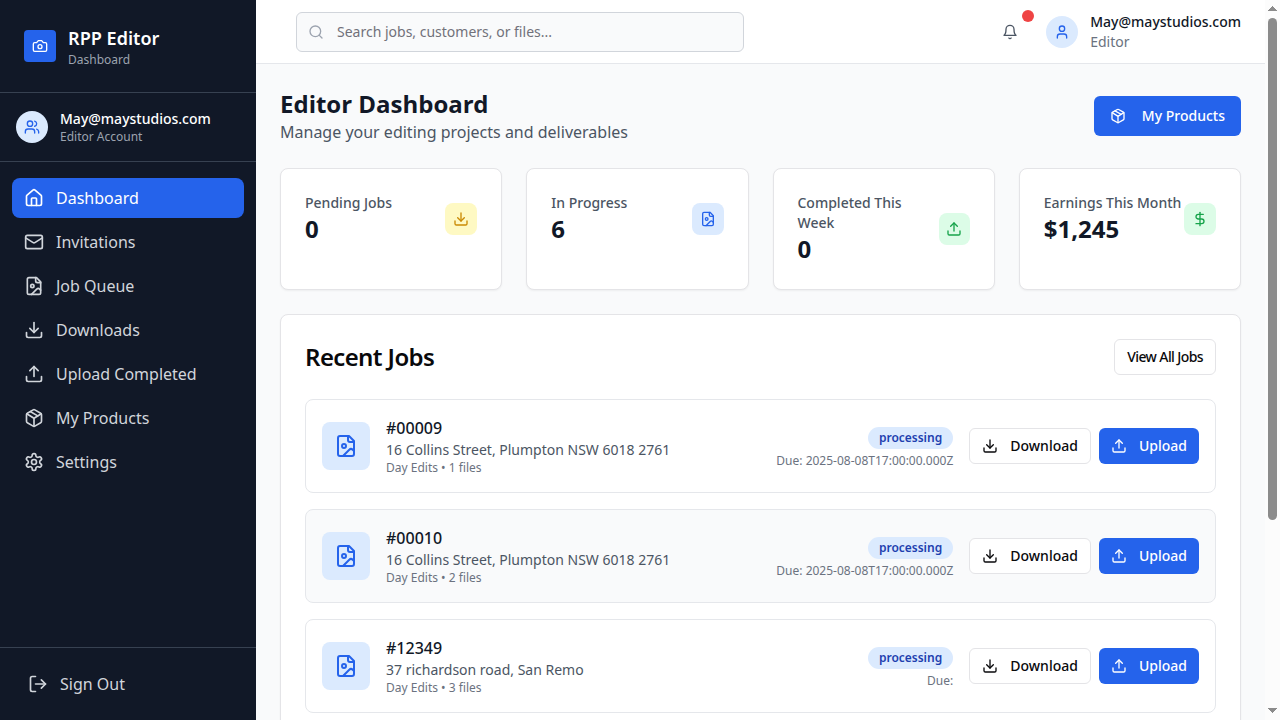 RPP Editor
Dashboard
May@maystudios.com
Editor Account
Dashboard
Invitations
Job Queue
Downloads
Upload Completed
My Products
Settings
Sign Out
Search jobs, customers, or files...
May@maystudios.com
Editor
Editor Dashboard
Manage your editing projects and deliverables
My Products
Pending Jobs
0
In Progress
6
Completed This
Week
0
Earnings This Month
$1,245
Recent Jobs
View All Jobs
#00009
16 Collins Street, Plumpton NSW 6018 2761
Day Edits • 1 files
processing
Due: 2025-08-08T17:00:00.000Z
Download
Upload
#00010
16 Collins Street, Plumpton NSW 6018 2761
Day Edits • 2 files
processing
Due: 2025-08-08T17:00:00.000Z
Download
Upload
#12349
37 richardson road, San Remo
Day Edits • 3 files
processing
Due:
Download
Upload